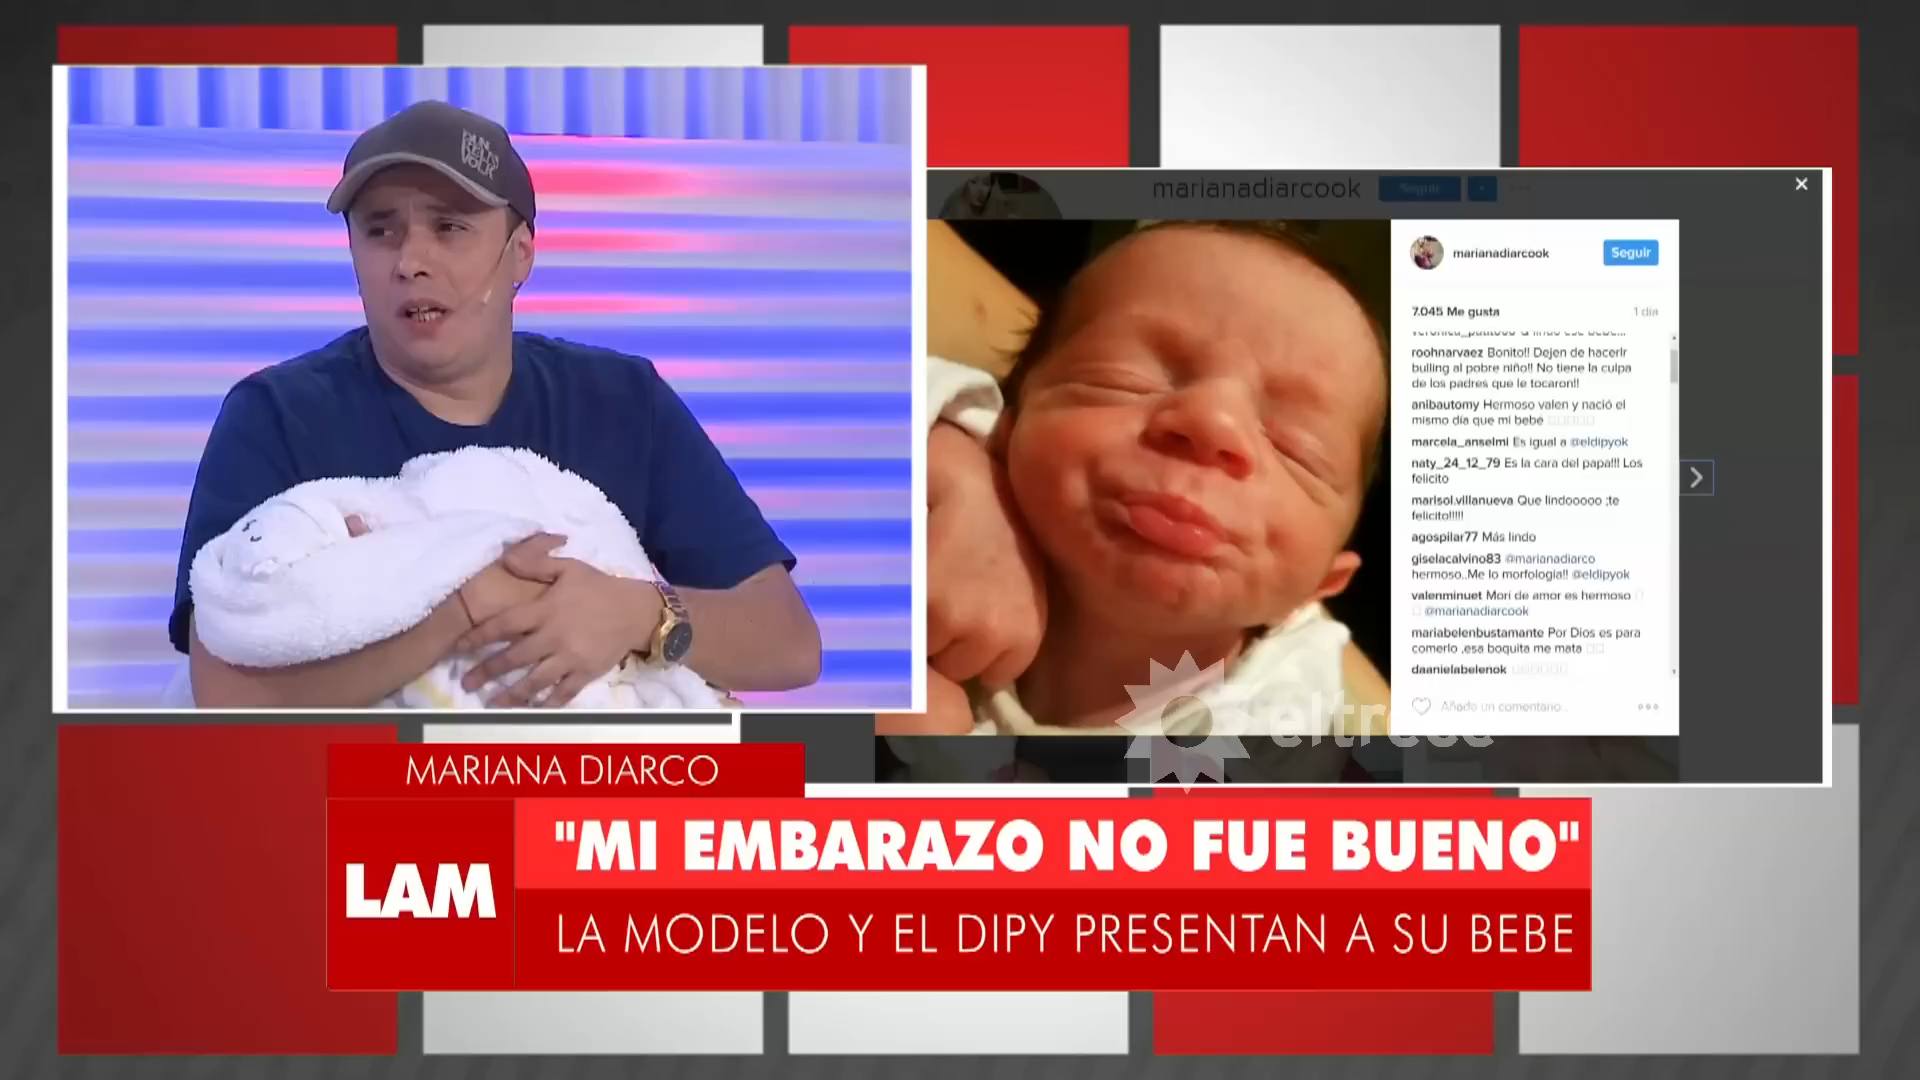 marianadiarcook
Seguir
marianadiarcook
Seguir
7.045 Me gusta
1 día
roohnarvaez Bonito!! Dejen de hacerlr
bulling al pobre niño!! No tiene la culpa
de los padres que le tocaron!!
anibautomy Hermoso valen y nació el
mismo día que mi bebé
marcela_anselmi Es igual a @eldipyok
naty_24_12_79 Es la cara del papa!!! Los
felicito
marisol.villanueva Que lindooooo ;te
felicito!!!!!
agospilar77 Más lindo
giselacalvino83 @marianadiarco
hermoso..Me lo morfologia!! @eldipyok
valenminuet Mori de amor es hermoso
@marianadiarcook
mariabelenbustamante Por Dios es para
comerlo ,esa boquita me mata
daanielabelenok
Añade un comentario...
eltrece
MARIANA DIARCO
LAM
"MI EMBARAZO NO FUE BUENO"
LA MODELO Y EL DIPY PRESENTAN A SU BEBE